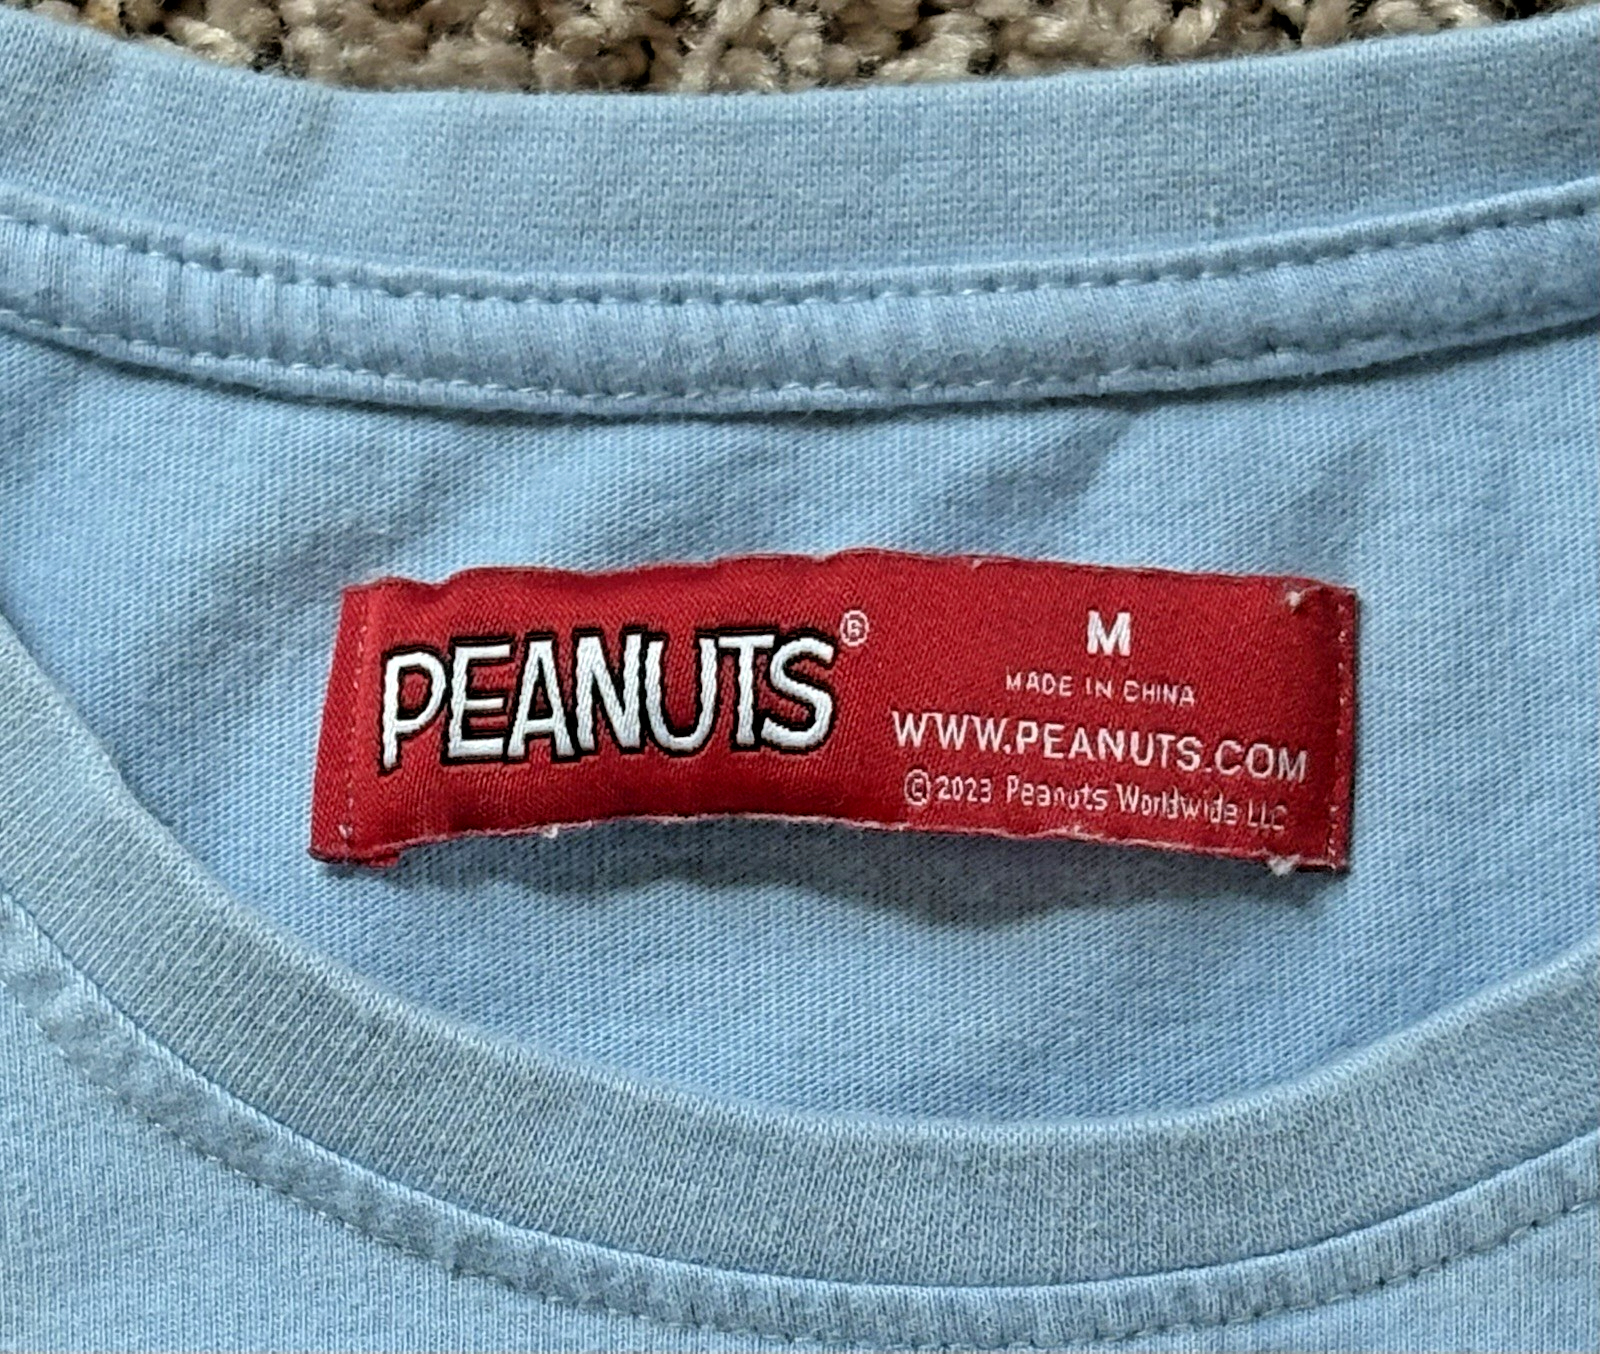 PEANUTS®
M
MADE IN CHINA
WWW.PEANUTS.COM
©2023 Peanuts Worldwide LLC